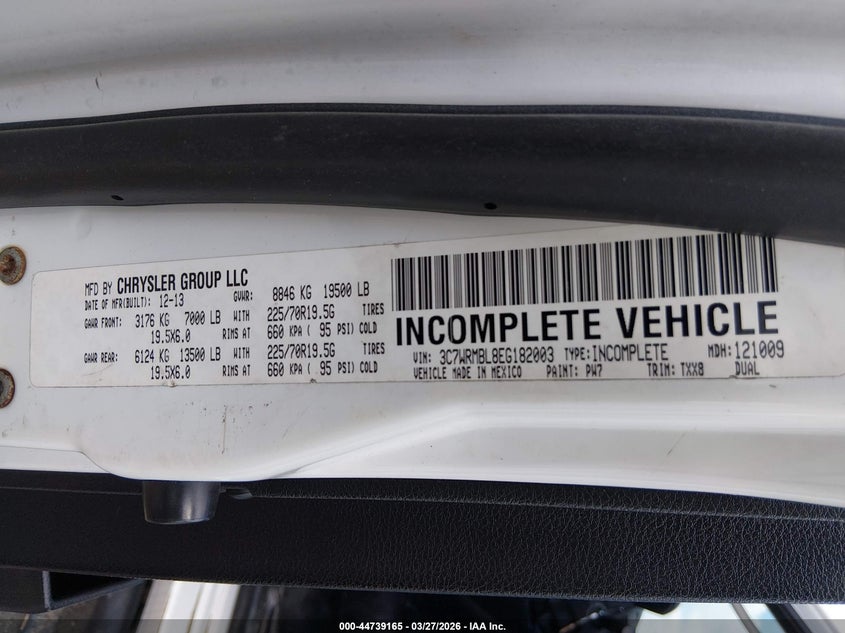 MFD BY CHRYSLER GROUP LLC
DATE OF MFR(BUILT): 12-13 GVWR: 8846 KG 19500 LB
GAWR FRONT: 3176 KG 7000 LB WITH 225/70R19.5G TIRES
19.5X6.0 RIMS AT 660 KPA ( 95 PSI) COLD
GAWR REAR: 6124 KG 13500 LB WITH 225/70R19.5G TIRES
19.5X6.0 RIMS AT 660 KPA ( 95 PSI) COLD
INCOMPLETE VEHICLE
VIN: 3C7WRMBL8EG182003 TYPE: INCOMPLETE MDH: 121009
VEHICLE MADE IN MEXICO PAINT: PW7 TRIM: TXX8 DUAL
000-44739165 - 03/27/2026 - IAA Inc.